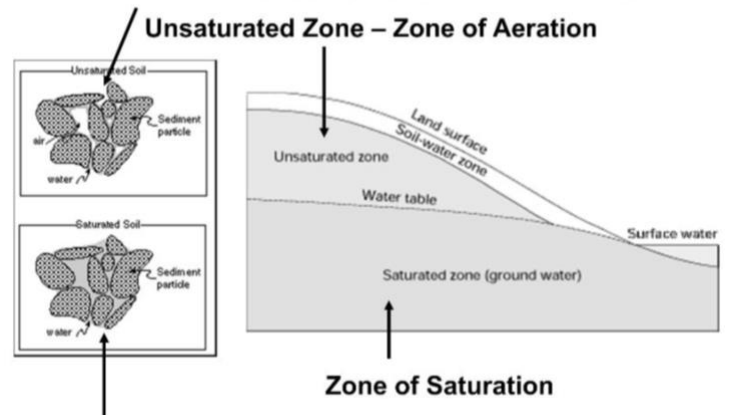 Unsaturated Zone – Zone of Aeration
Unsaturated Soil
Sediment
particle
air
water
Saturated Soil
Sediment
particle
water
Land surface
Soil-water zone
Unsaturated zone
Water table
Surface water
Saturated zone (ground water)
Zone of Saturation